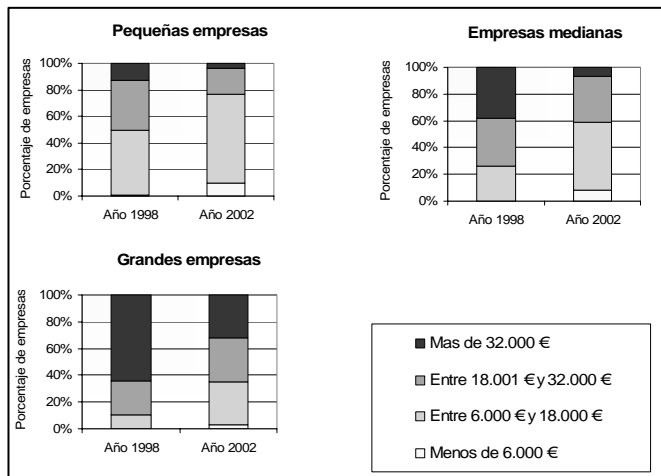 Pequeñas empresas
Porcentaje de empresas
100%
80%
60%
40%
20%
0%
Año 1998 Año 2002
Empresas medianas
Porcentaje de empresas
100%
80%
60%
40%
20%
0%
Año 1998 Año 2002
Grandes empresas
Porcentaje de empresas
100%
80%
60%
40%
20%
0%
Año 1998 Año 2002
Mas de 32.000 €
Entre 18.001 € y 32.000 €
Entre 6.000 € y 18.000 €
Menos de 6.000 €